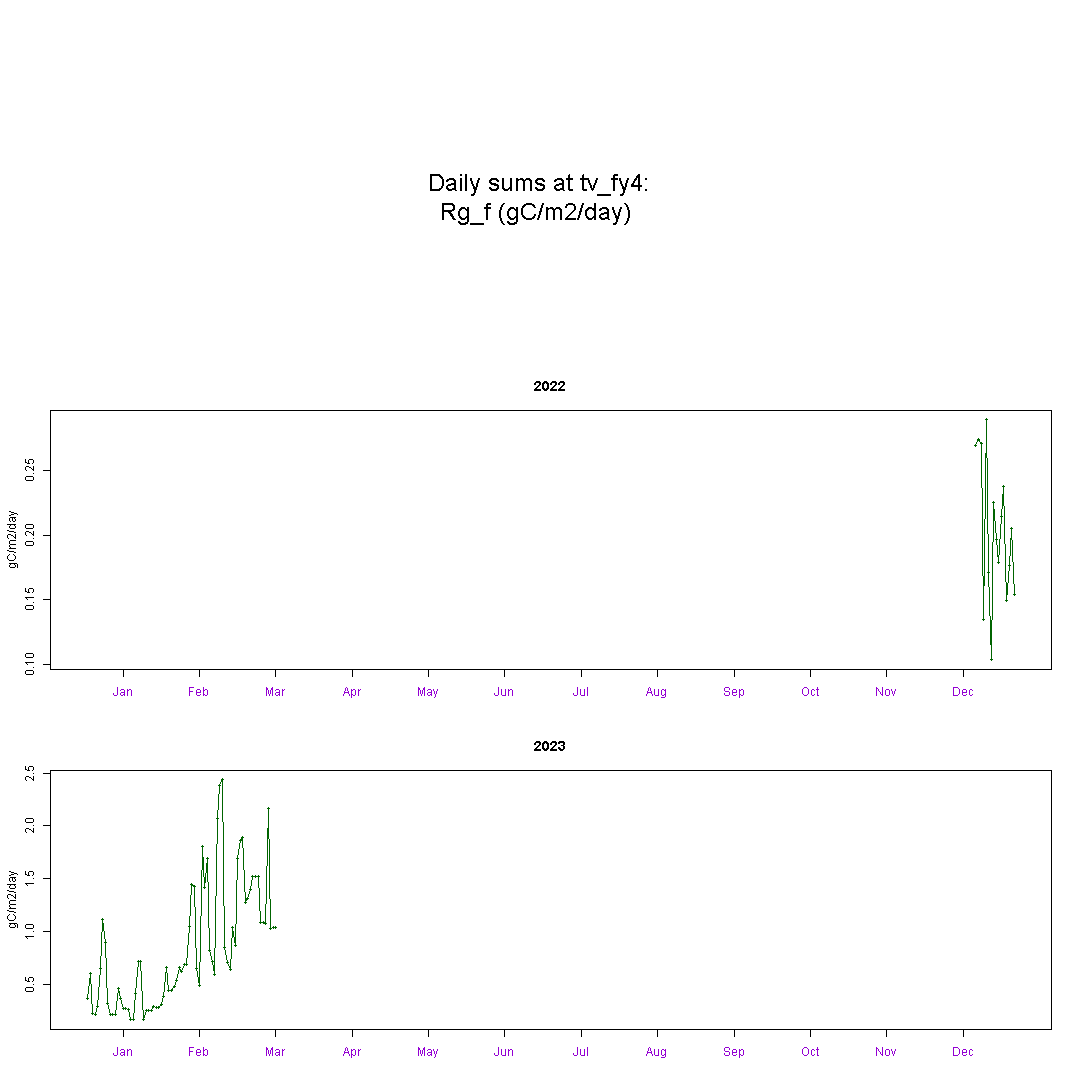 Daily sums at tv_fy4:
Rg_f (gC/m2/day)
2022
gC/m2/day
0.25
0.20
0.15
0.10
Jan Feb Mar Apr May Jun Jul Aug Sep Oct Nov Dec
2023
gC/m2/day
2.5
2.0
1.5
1.0
0.5
Jan Feb Mar Apr May Jun Jul Aug Sep Oct Nov Dec